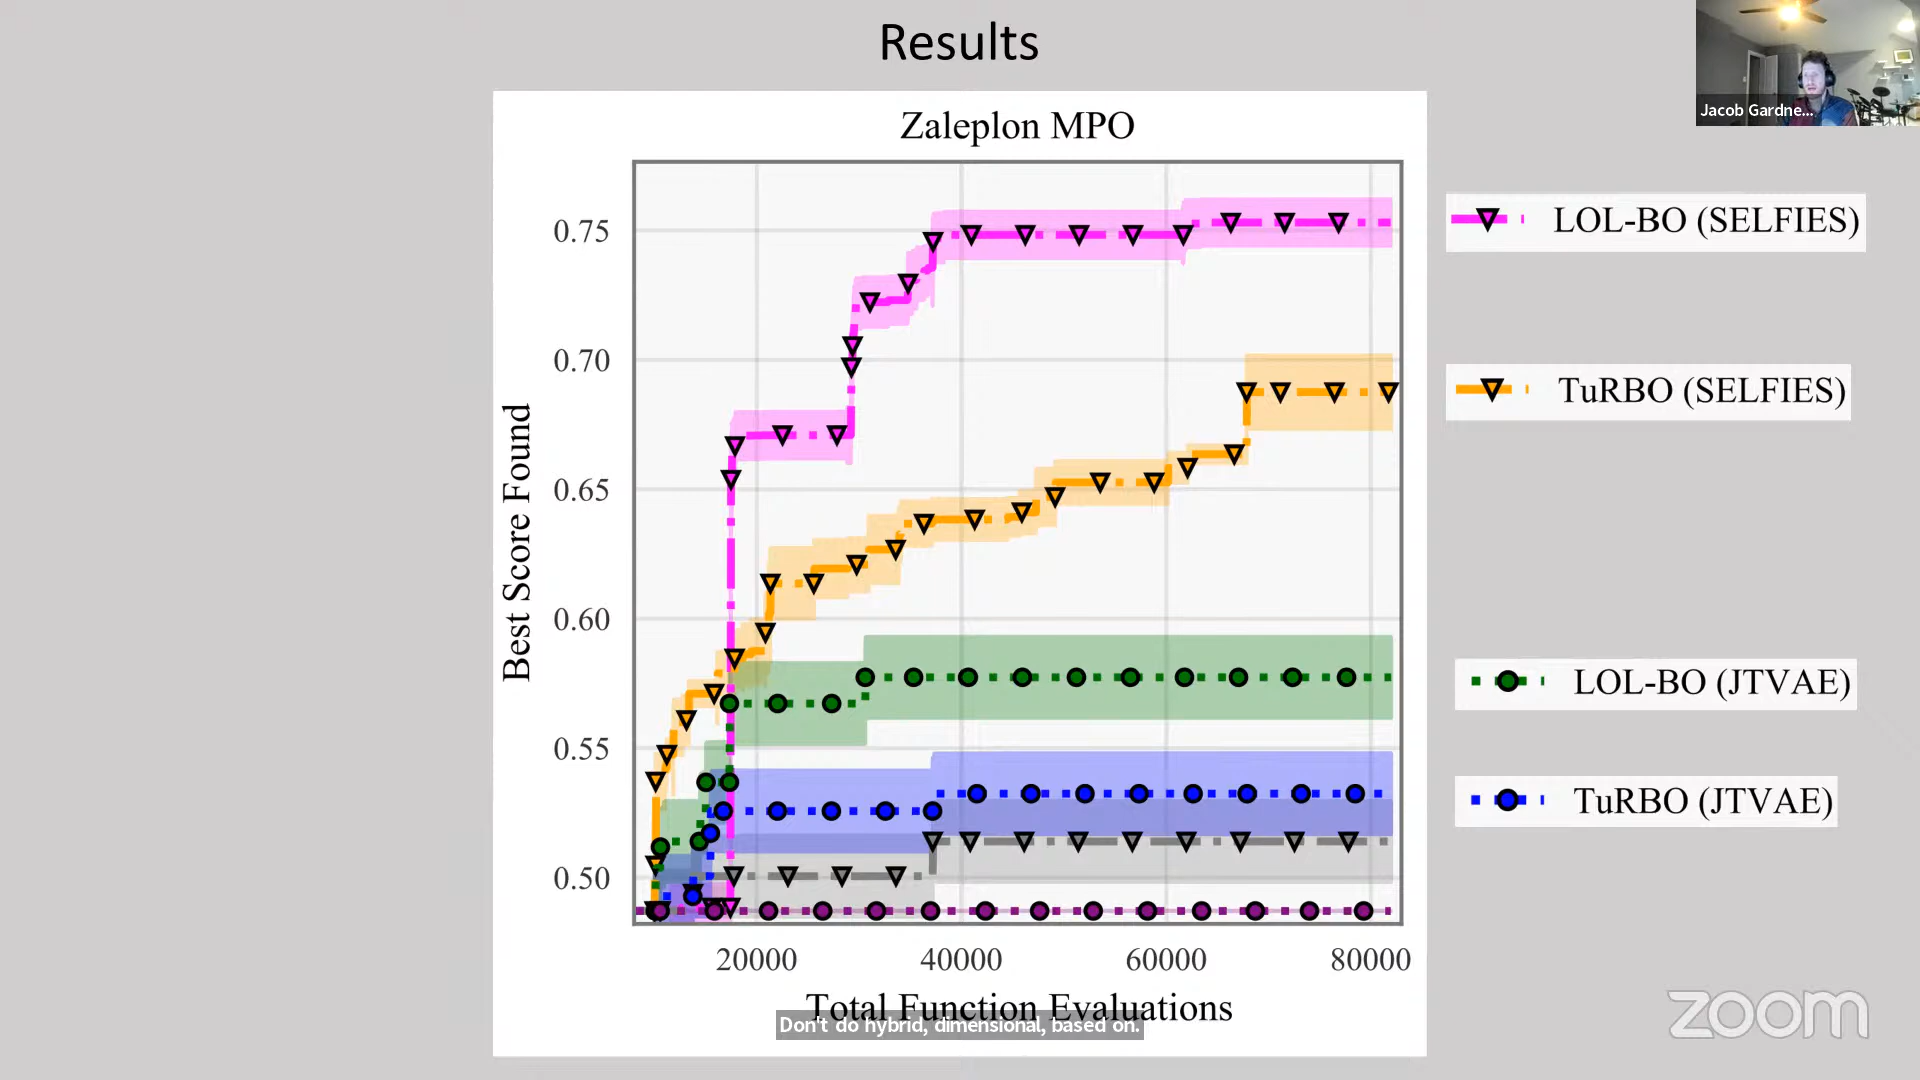 Results
Jacob Gardne...
Zaleplon MPO
0.75
0.70
0.65
0.60
0.55
0.50
Best Score Found
20000 40000 60000 80000
Total Function Evaluations
Don't do hybrid, dimensional, based on.
LOL-BO (SELFIES)
TuRBO (SELFIES)
LOL-BO (JTVAE)
TuRBO (JTVAE)
zoom